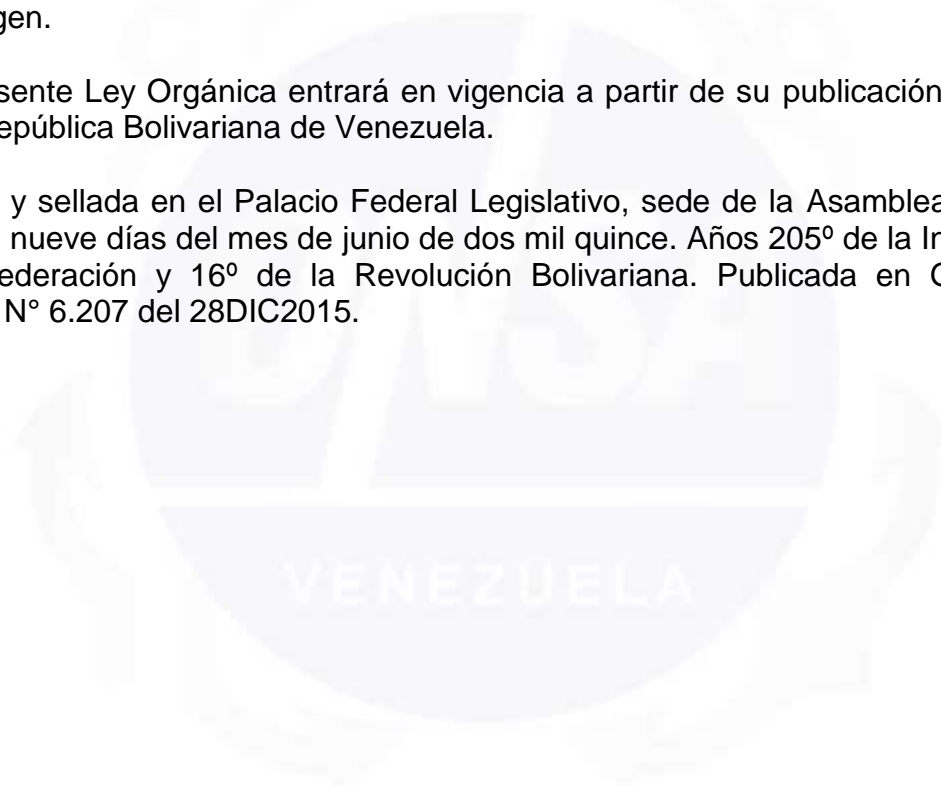 gen.
sente Ley Orgánica entrará en vigencia a partir de su publicación
epública Bolivariana de Venezuela.
y sellada en el Palacio Federal Legislativo, sede de la Asamblea
nueve días del mes de junio de dos mil quince. Años 205º de la In
ederación y 16º de la Revolución Bolivariana. Publicada en G
N° 6.207 del 28DIC2015.
ONSA
VENEZUELA